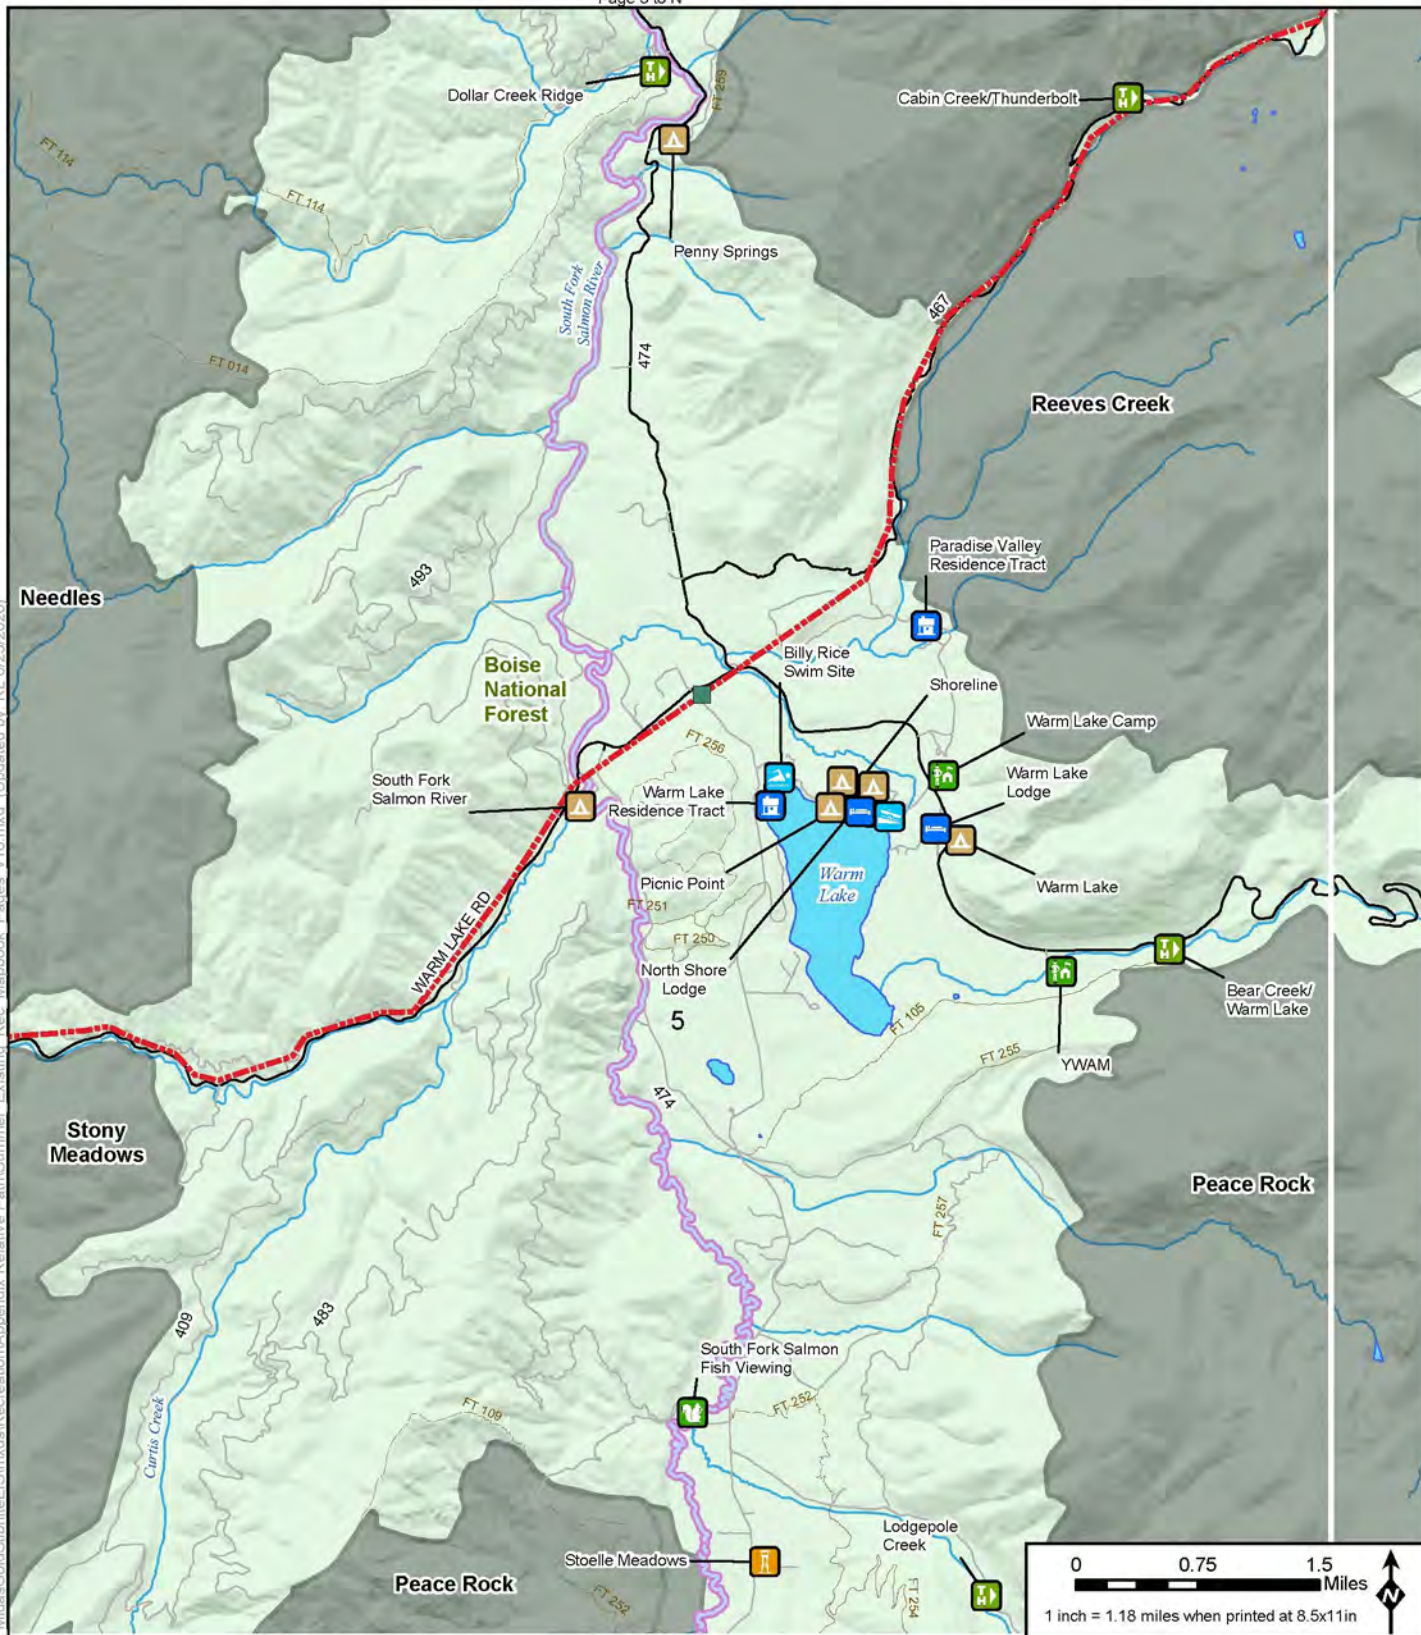 Dollar Creek Ridge
FT 259
Cabin Creek/Thunderbolt
FT 114
FT 114
Penny Springs
South Fork
Salmon River
467
474
FT 014
Reeves Creek
Paradise Valley
Residence Tract
493
Needles
Billy Rice
Swim Site
Boise
National
Forest
Shoreline
Warm Lake Camp
FT 256
South Fork
Salmon River
Warm Lake
Residence Tract
Warm Lake
Lodge
Picnic Point
Warm
Lake
Warm Lake
FT 251
WARM LAKE RD
FT 250
North Shore
Lodge
Bear Creek/
Warm Lake
5
FT 105
FT 255
YWAM
474
Stony
Meadows
Peace Rock
FT 257
409
483
South Fork Salmon
Fish Viewing
FT 109
FT 252
Curtis Creek
Lodgepole
Creek
Stoelle Meadows
Peace Rock
FT 252
FT 254
TH
TH
TH
TH
0 0.75 1.5
Miles
N
1 inch = 1.18 miles when printed at 8.5x11in